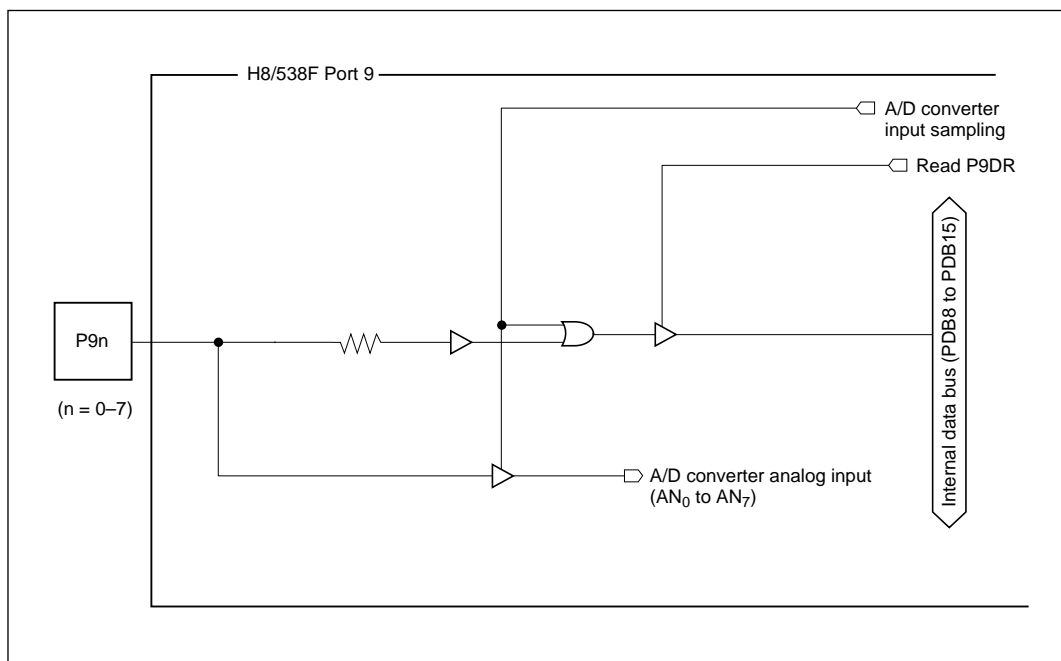 H8/538F Port 9
A/D converter
input sampling
Read P9DR
Internal data bus (PDB8 to PDB15)
P9n
(n = 0–7)
A/D converter analog input
(AN0 to AN7)